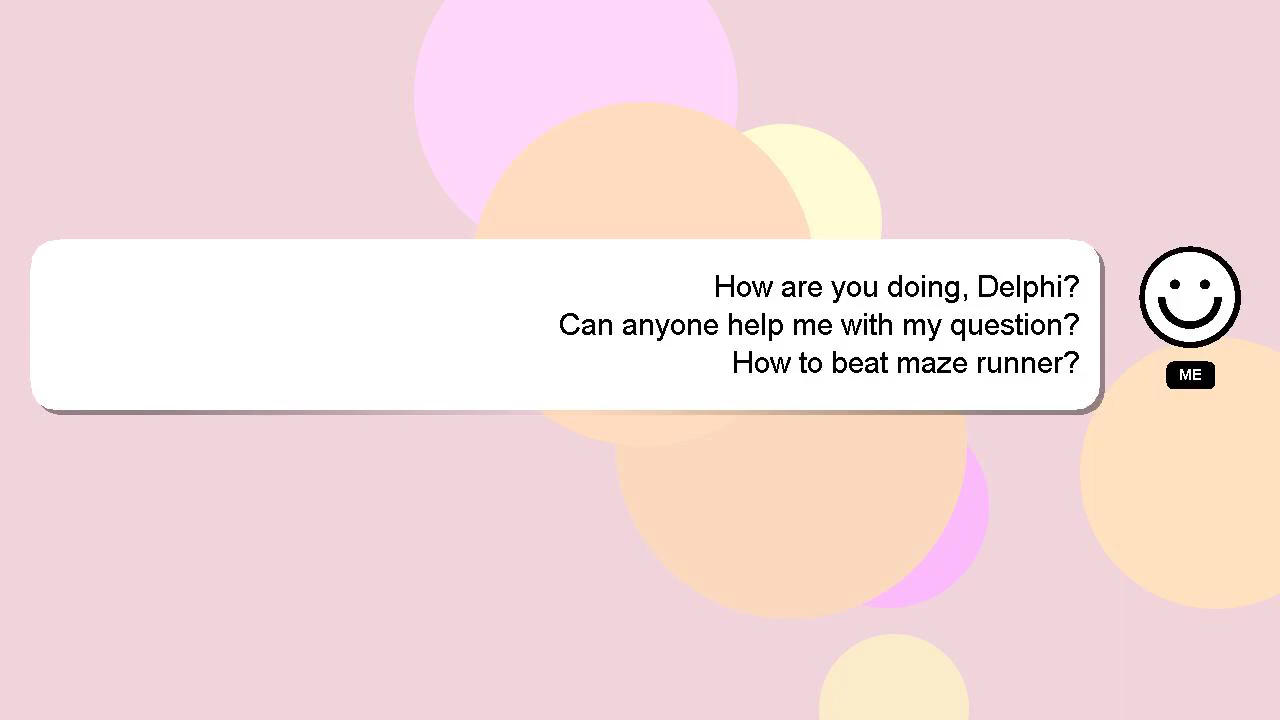 How are you doing, Delphi?
Can anyone help me with my question?
How to beat maze runner?
ME